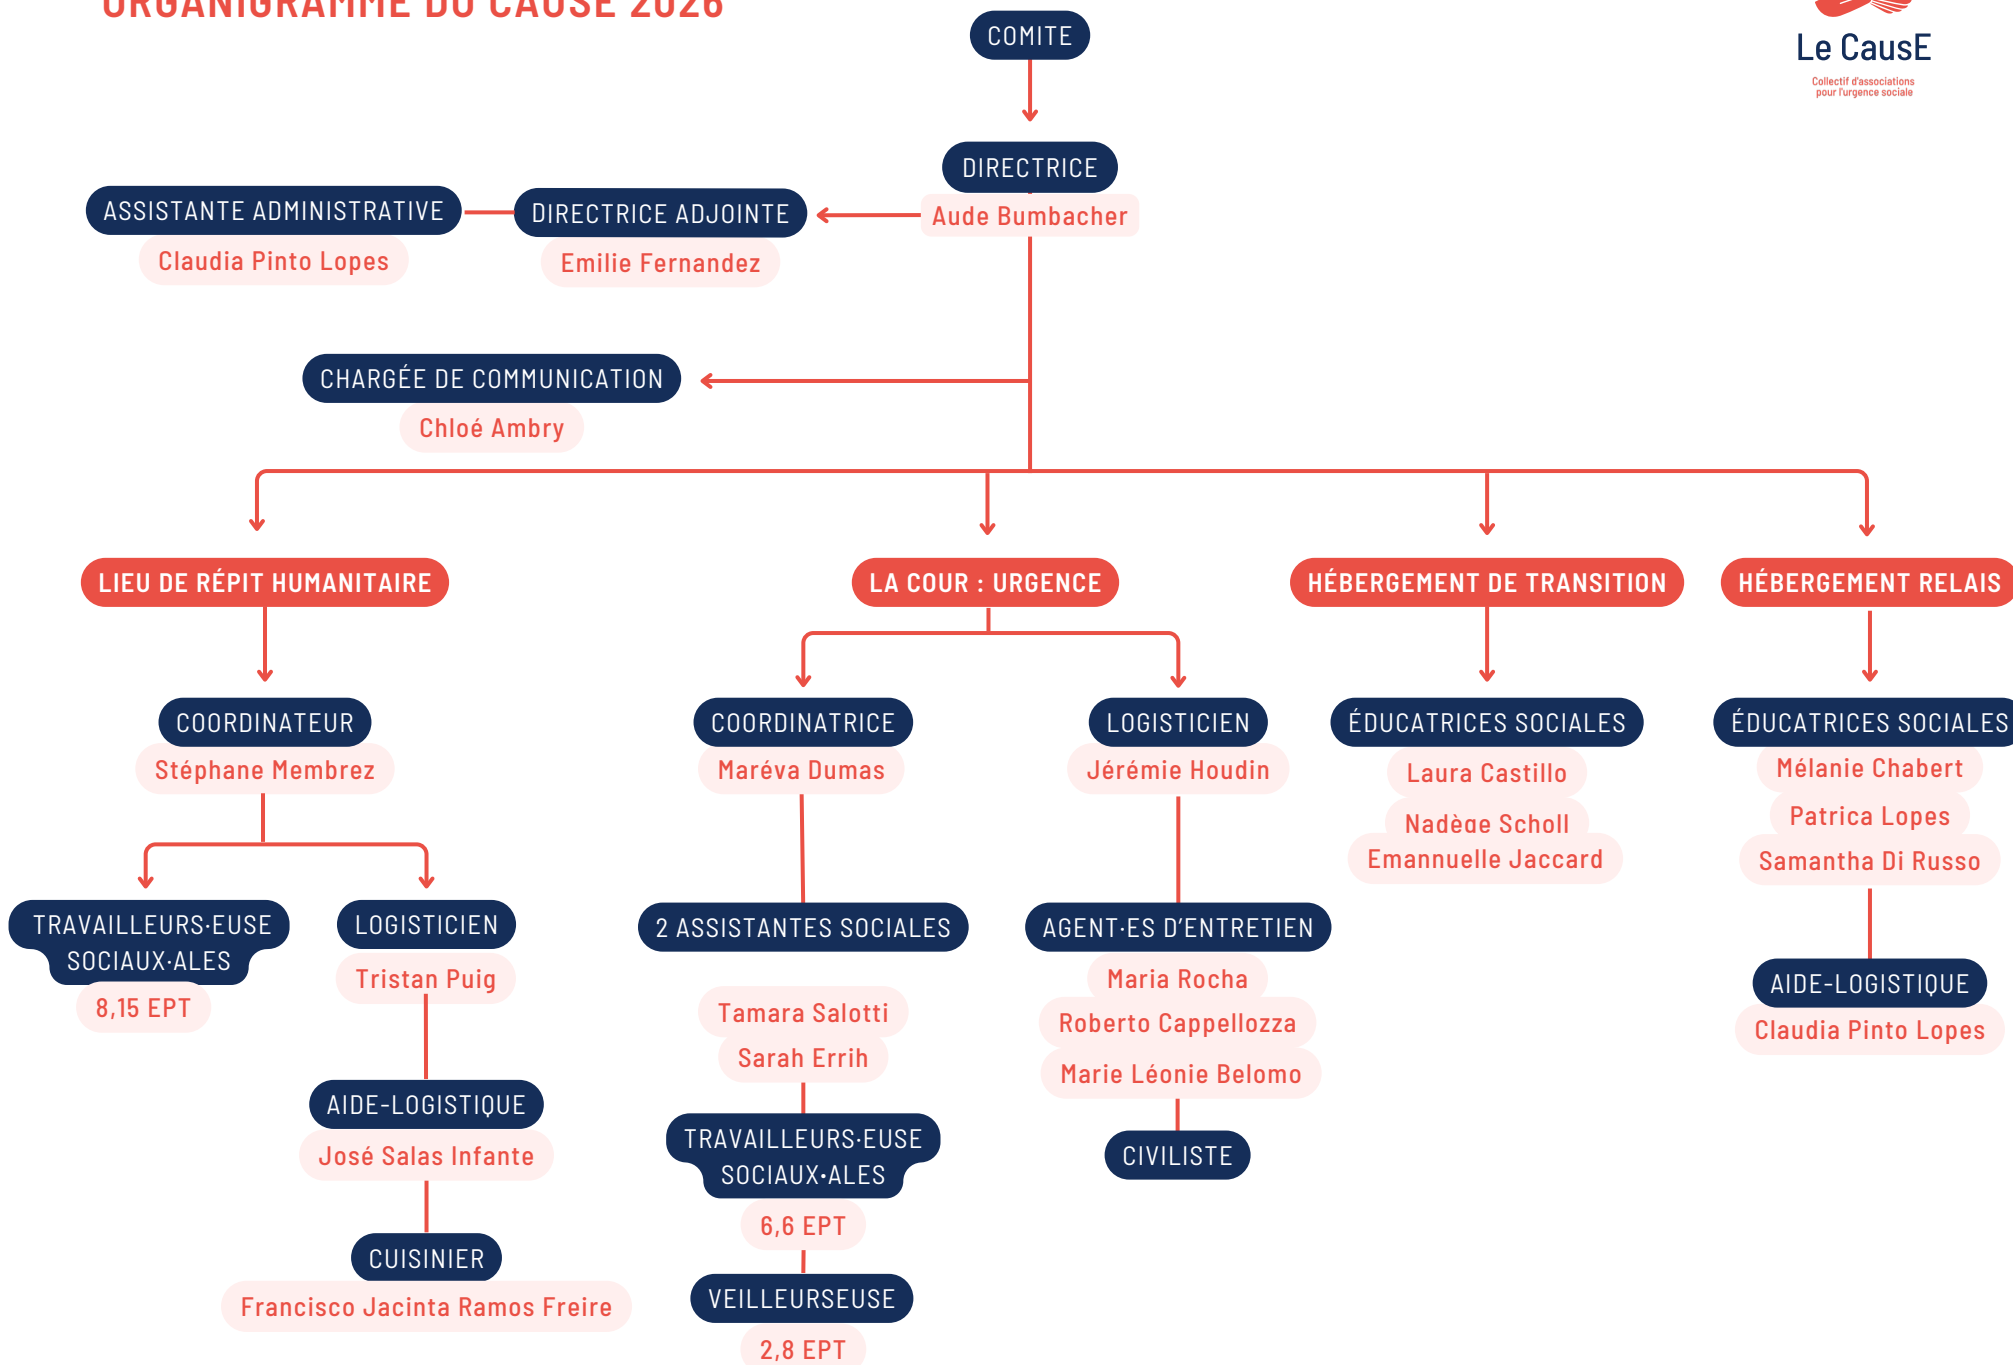 ORGANIGRAMME DU CAUSE 2026
COMITE
Le CausE
Collectif d'associations
pour l'urgence sociale
DIRECTRICE
Aude Bumbacher
ASSISTANTE ADMINISTRATIVE
Claudia Pinto Lopes
DIRECTRICE ADJOINTE
Emilie Fernandez
CHARGÉE DE COMMUNICATION
Chloé Ambry
LIEU DE RÉPIT HUMANITAIRE
COORDINATEUR
Stéphane Membrez
TRAVAILLEURS·EUSE
SOCIAUX·ALES
8,15 EPT
LOGISTICIEN
Tristan Puig
AIDE-LOGISTIQUE
José Salas Infante
CUISINIER
Francisco Jacinta Ramos Freire
LA COUR : URGENCE
COORDINATRICE
Maréva Dumas
2 ASSISTANTES SOCIALES
Tamara Salotti
Sarah Errih
TRAVAILLEURS·EUSE
SOCIAUX·ALES
6,6 EPT
VEILLEURSEUSE
2,8 EPT
LOGISTICIEN
Jérémie Houdin
AGENT·ES D'ENTRETIEN
Maria Rocha
Roberto Cappellozza
Marie Léonie Belomo
CIVILISTE
HÉBERGEMENT DE TRANSITION
ÉDUCATRICES SOCIALES
Laura Castillo
Nadège Scholl
Emannuelle Jaccard
HÉBERGEMENT RELAIS
ÉDUCATRICES SOCIALES
Mélanie Chabert
Patrica Lopes
Samantha Di Russo
AIDE-LOGISTIQUE
Claudia Pinto Lopes